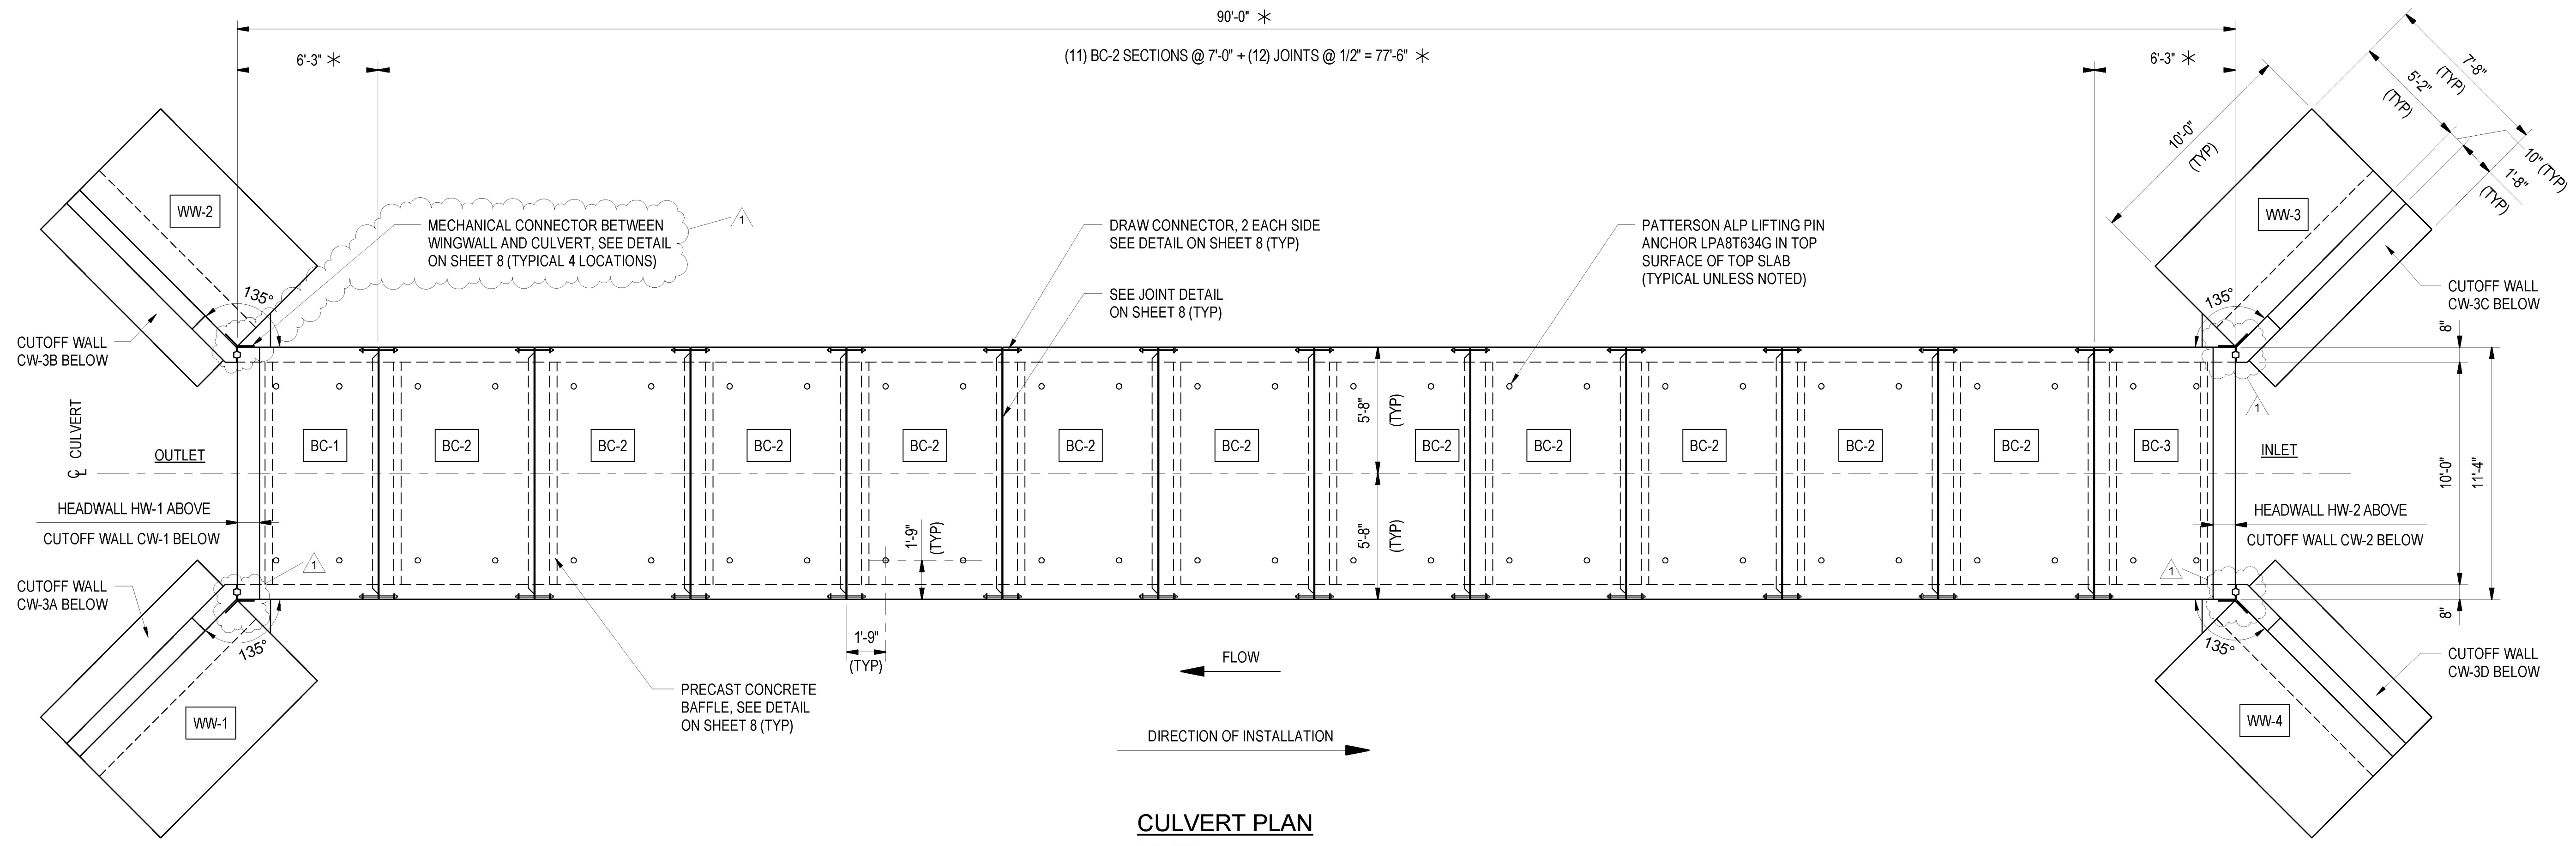 90'-0" *
6'-3" *
(11) BC-2 SECTIONS @ 7'-0" + (12) JOINTS @ 1/2" = 77'-6" *
6'-3" *
7'-8"
(TYP)
5'-2"
(TYP)
10'-0"
(TYP)
10" (TYP)
1'-8"
(TYP)
WW-2
WW-3
MECHANICAL CONNECTOR BETWEEN
WINGWALL AND CULVERT, SEE DETAIL
ON SHEET 8 (TYPICAL 4 LOCATIONS)
1
DRAW CONNECTOR, 2 EACH SIDE
SEE DETAIL ON SHEET 8 (TYP)
SEE JOINT DETAIL
ON SHEET 8 (TYP)
PATTERSON ALP LIFTING PIN
ANCHOR LPA8T634G IN TOP
SURFACE OF TOP SLAB
(TYPICAL UNLESS NOTED)
CUTOFF WALL
CW-3C BELOW
135°
135°
CUTOFF WALL
CW-3B BELOW
8"
1
℄ CULVERT
OUTLET
BC-1
BC-2
BC-2
BC-2
BC-2
BC-2
BC-2
BC-2
BC-2
BC-2
BC-2
BC-2
BC-3
INLET
5'-8"
(TYP)
10'-0"
11'-4"
HEADWALL HW-1 ABOVE
CUTOFF WALL CW-1 BELOW
1'-9"
(TYP)
5'-8"
(TYP)
HEADWALL HW-2 ABOVE
CUTOFF WALL CW-2 BELOW
1
1
CUTOFF WALL
CW-3A BELOW
8"
135°
135°
1'-9"
(TYP)
FLOW
CUTOFF WALL
CW-3D BELOW
PRECAST CONCRETE
BAFFLE, SEE DETAIL
ON SHEET 8 (TYP)
WW-1
WW-4
DIRECTION OF INSTALLATION
CULVERT PLAN